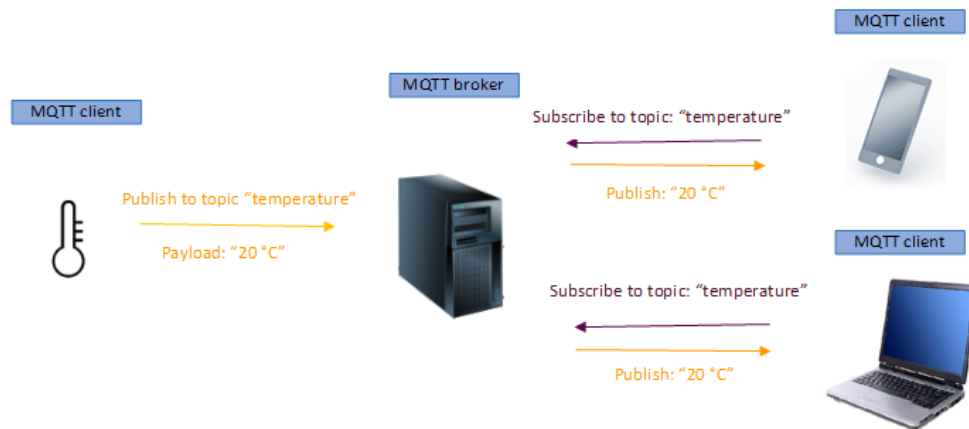 MQTT client
MQTT broker
MQTT client
Subscribe to topic: “temperature”
Publish: “20 °C”
Publish to topic “temperature”
Payload: “20 °C”
MQTT client
Subscribe to topic: “temperature”
Publish: “20 °C”